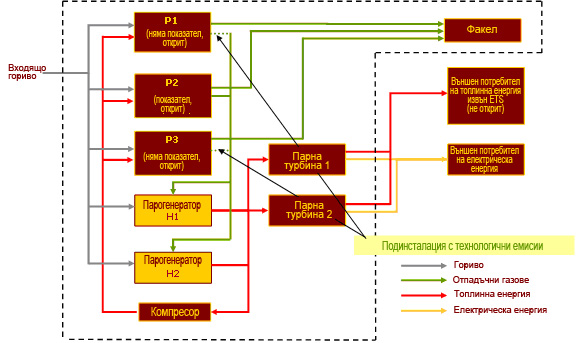 P1
(няма показател,
открит)
Факел
Входящо
гориво
P2
(показател,
открит)
Външен потребител
на топлинна енергия
извън ETS
(не открит)
P3
(няма показател,
открит)
Парна
турбина 1
Външен потребител
на електрическа
енергия
Парогенератор
H1
Парна
турбина 2
Подинсталация с технологични емисии
Парогенератор
H2
Гориво
Отпадъчни газове
Топлинна енергия
Електрическа енергия
Компресор